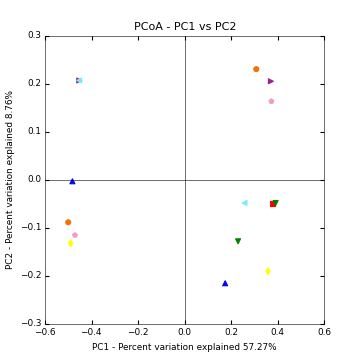 PCoA - PC1 vs PC2
0.3
0.2
0.1
0.0
−0.1
−0.2
−0.3
−0.6 −0.4 −0.2 0.0 0.2 0.4 0.6
PC2 - Percent variation explained 8.76%
PC1 - Percent variation explained 57.27%